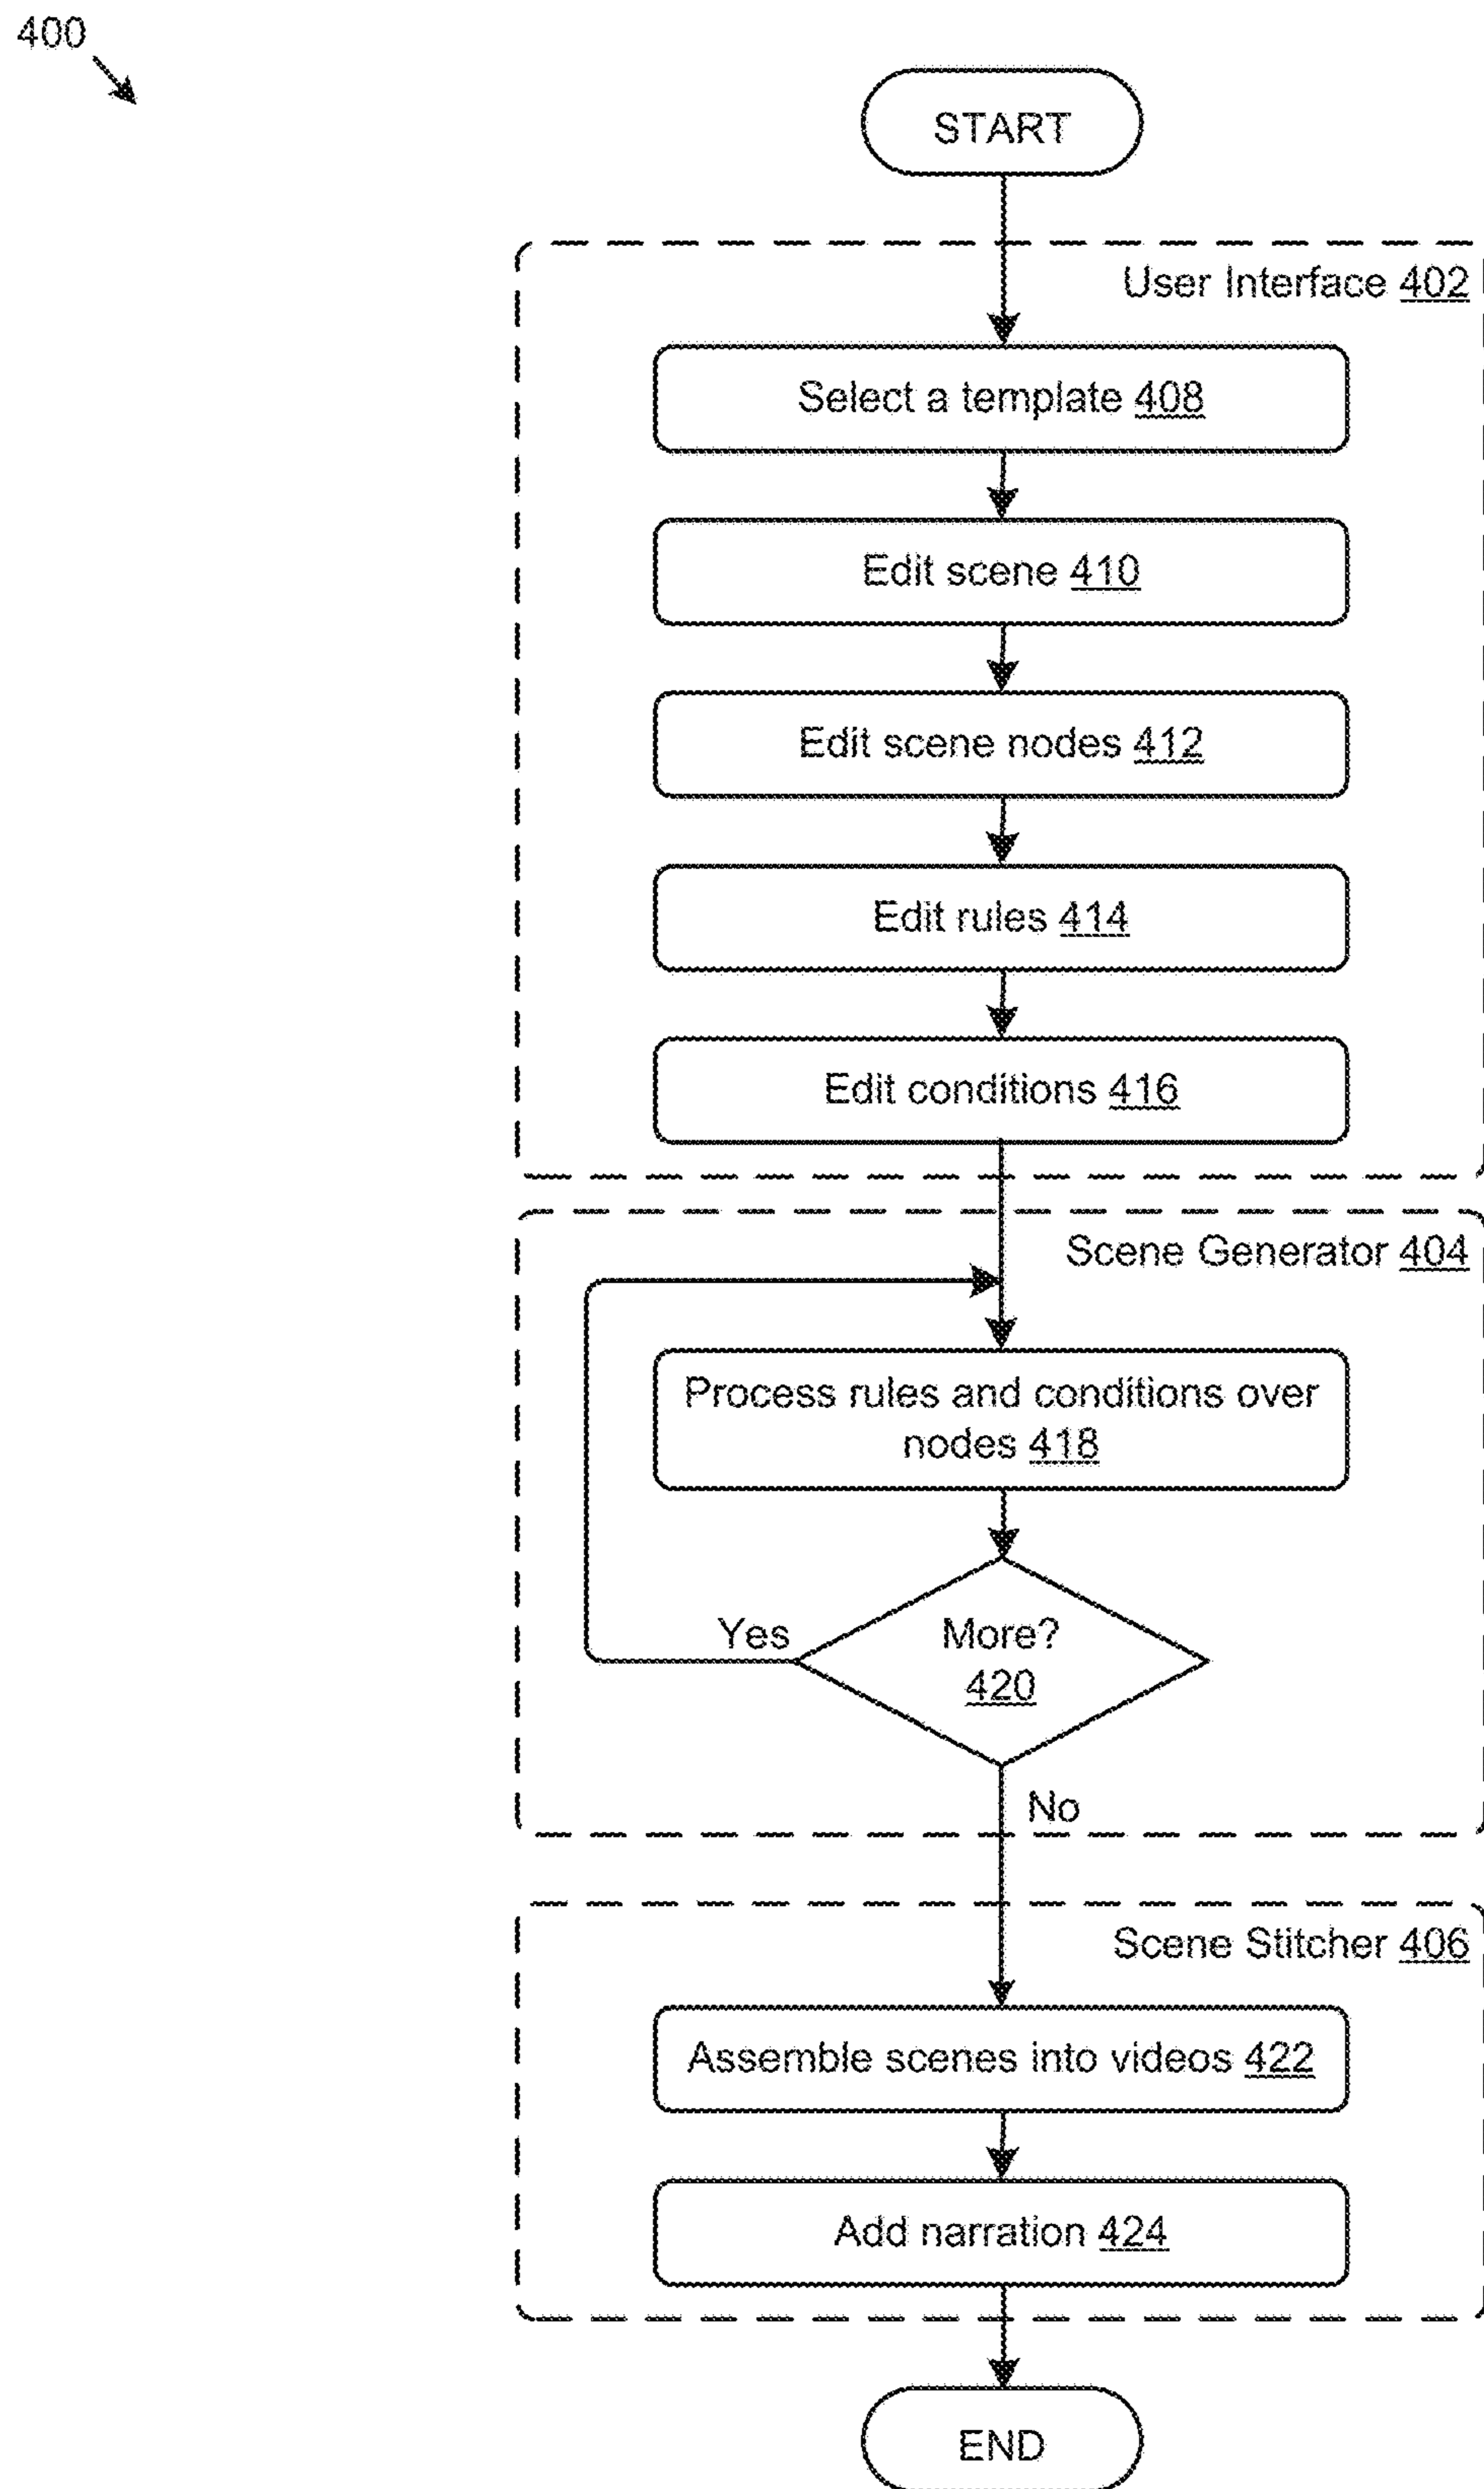 400
START
User Interface 402
Select a template 408
Edit scene 410
Edit scene nodes 412
Edit rules 414
Edit conditions 416
Scene Generator 404
Process rules and conditions over
nodes 418
Yes
More?
420
No
Scene Stitcher 406
Assemble scenes into videos 422
Add narration 424
END